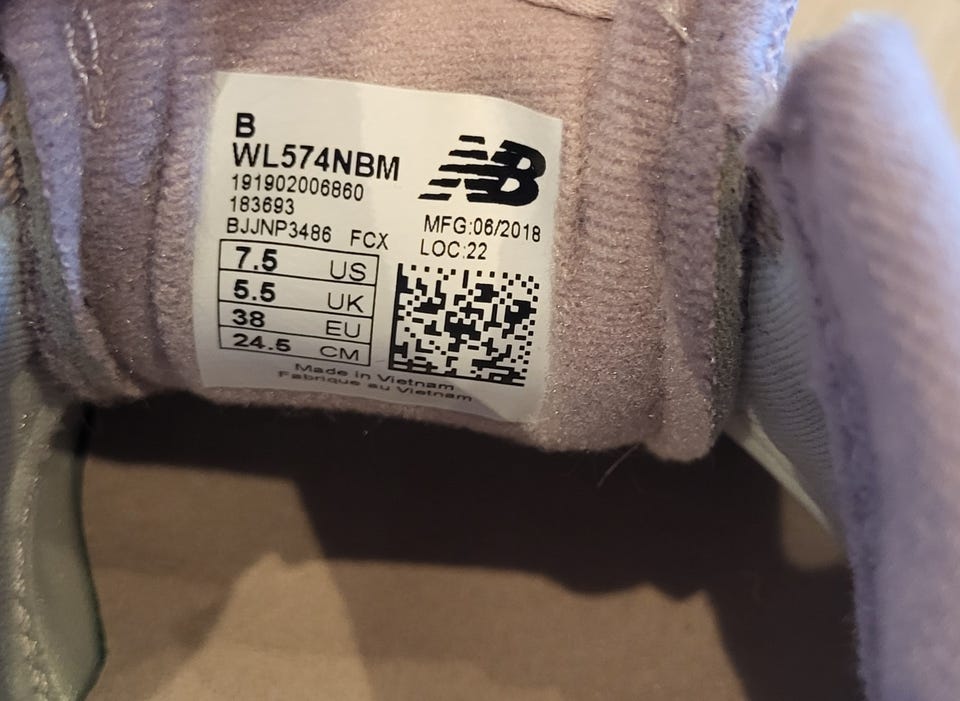 B
WL574NBM
191902006860
183693
BJJNP3486 FCX
NB
MFG:06/2018
LOC:22
7.5 US
5.5 UK
38 EU
24.5 CM
Made in Vietnam
Fabrique au Vietnam